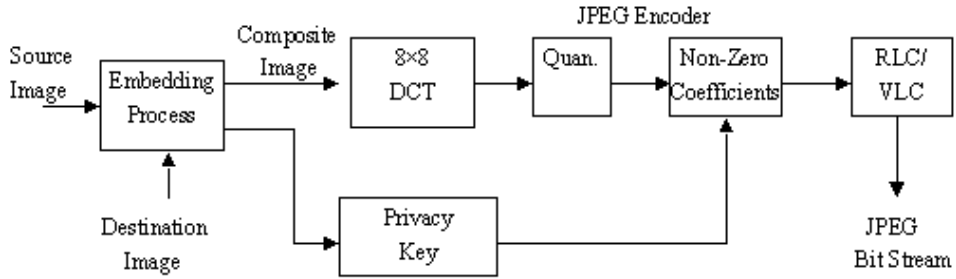 JPEG Encoder
Source
Image
Embedding
Process
Composite
Image
8×8
DCT
Quan.
Non-Zero
Coefficients
RLC/
VLC
Destination
Image
Privacy
Key
JPEG
Bit Stream